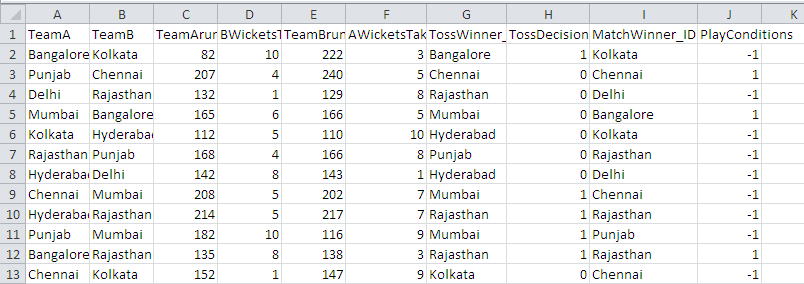 A B C D E F G H I J K
1 TeamA TeamB TeamArun BWicketsT TeamBrun AWicketsTak TossWinner_ TossDecision MatchWinner_ID PlayConditions
2 Bangalore Kolkata 82 10 222 3 Bangalore 1 Kolkata -1
3 Punjab Chennai 207 4 240 5 Chennai 0 Chennai 1
4 Delhi Rajasthan 132 1 129 8 Rajasthan 0 Delhi -1
5 Mumbai Bangalore 165 6 166 5 Mumbai 0 Bangalore 1
6 Kolkata Hyderaba 112 5 110 10 Hyderabad 0 Kolkata -1
7 Rajasthan Punjab 168 4 166 8 Punjab 0 Rajasthan -1
8 Hyderaba Delhi 142 8 143 1 Hyderabad 0 Delhi -1
9 Chennai Mumbai 208 5 202 7 Mumbai 1 Chennai -1
10 Hyderaba Rajasthan 214 5 217 7 Rajasthan 1 Rajasthan -1
11 Punjab Mumbai 182 10 116 9 Mumbai 1 Punjab -1
12 Bangalore Rajasthan 135 8 138 3 Rajasthan 1 Rajasthan 1
13 Chennai Kolkata 152 1 147 9 Kolkata 0 Chennai -1